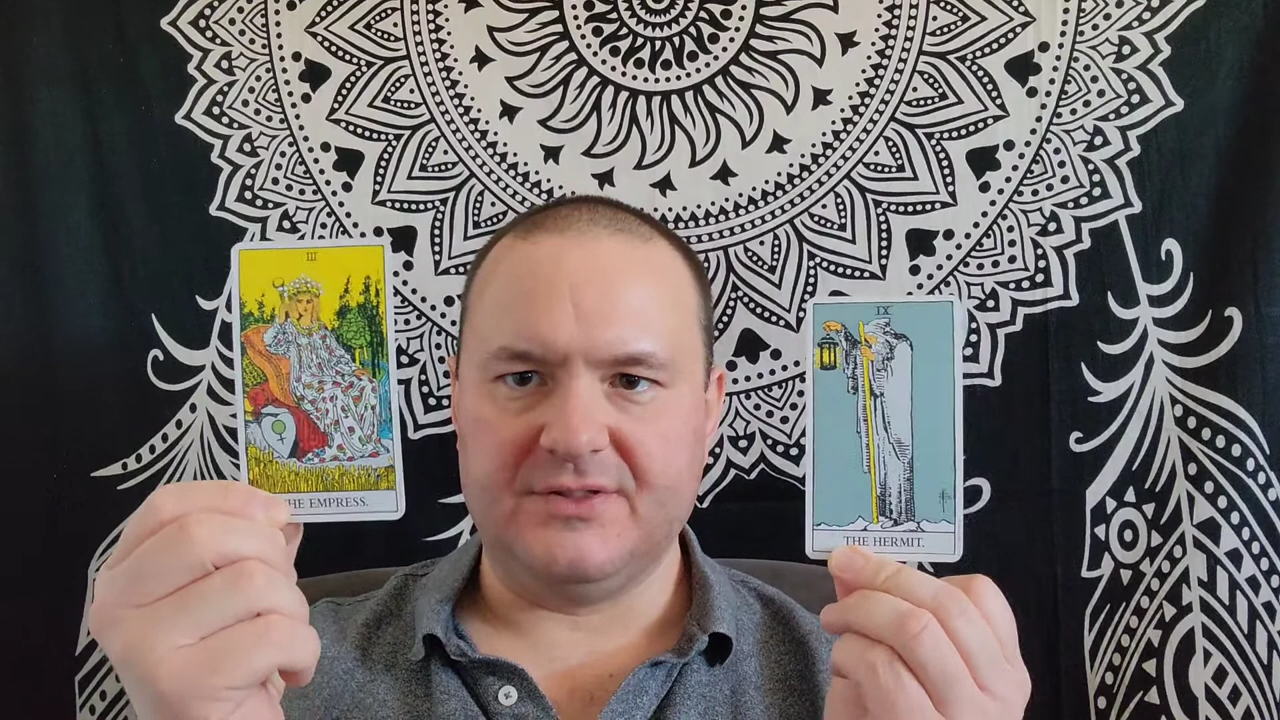 III
THE EMPRESS.
IX
THE HERMIT.